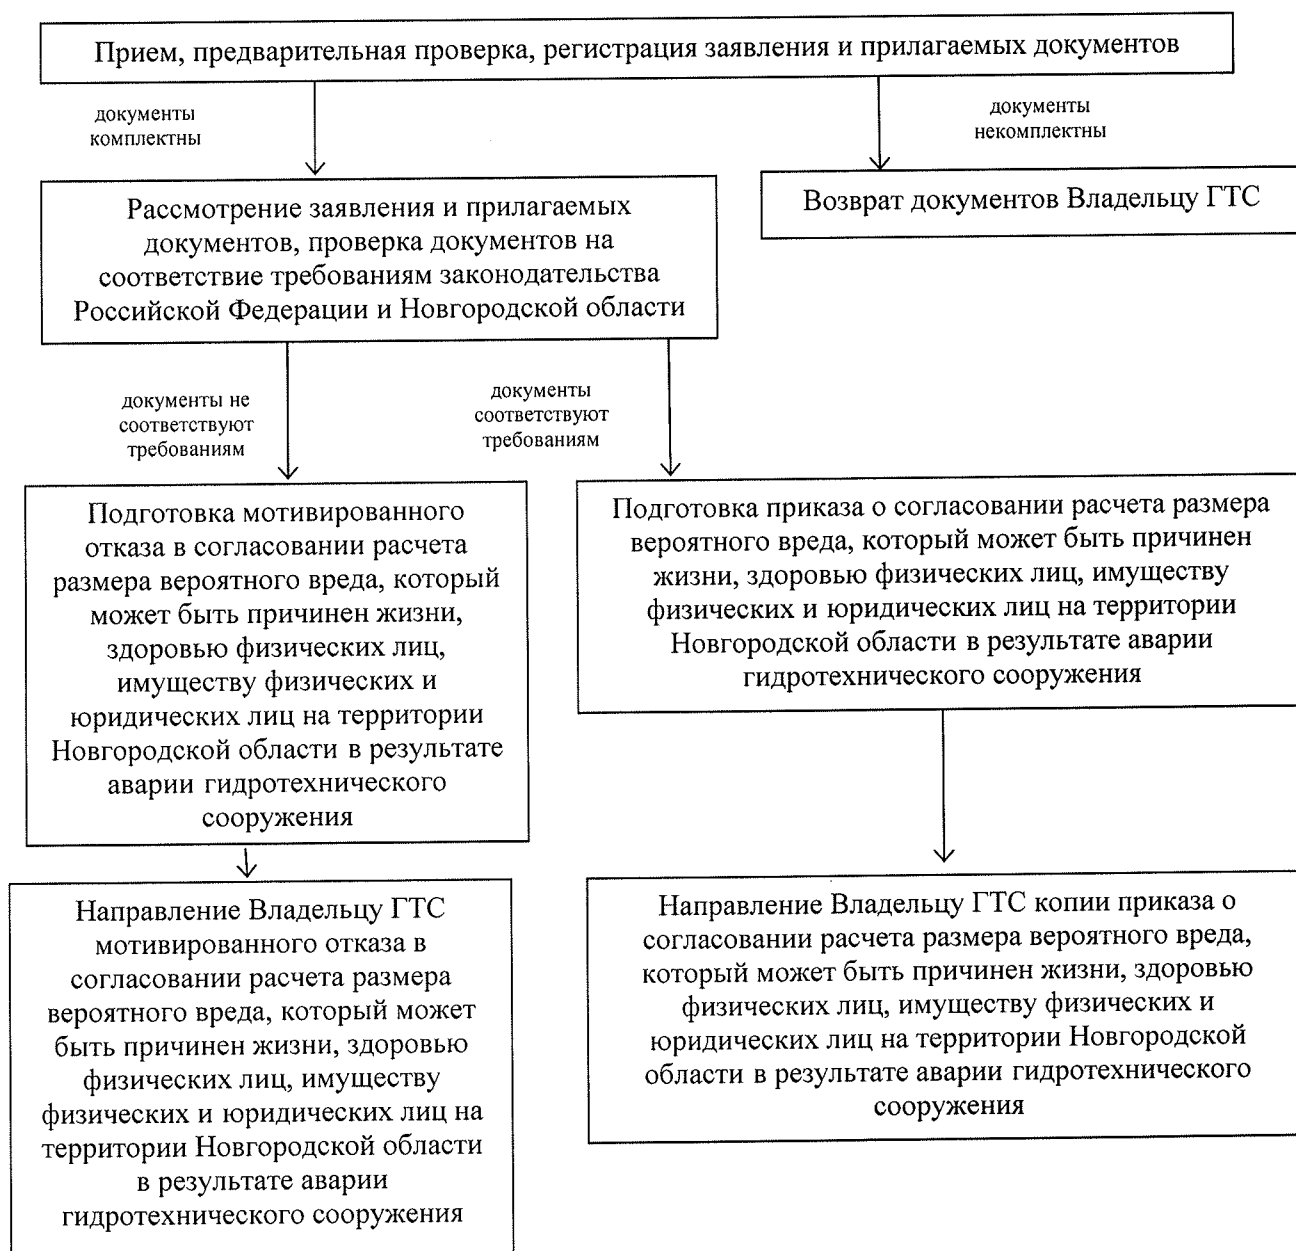 Прием, предварительная проверка, регистрация заявления и прилагаемых документов
документы
комплектны
документы
некомплектны
Рассмотрение заявления и прилагаемых
документов, проверка документов на
соответствие требованиям законодательства
Российской Федерации и Новгородской области
Возврат документов Владельцу ГТС
документы не
соответствуют
требованиям
документы
соответствуют
требованиям
Подготовка мотивированного
отказа в согласовании расчета
размера вероятного вреда, который
может быть причинен жизни,
здоровью физических лиц,
имуществу физических и
юридических лиц на территории
Новгородской области в результате
аварии гидротехнического
сооружения
Подготовка приказа о согласовании расчета размера
вероятного вреда, который может быть причинен
жизни, здоровью физических лиц, имуществу
физических и юридических лиц на территории
Новгородской области в результате аварии
гидротехнического сооружения
Направление Владельцу ГТС
мотивированного отказа в
согласовании расчета размера
вероятного вреда, который может
быть причинен жизни, здоровью
физических лиц, имуществу
физических и юридических лиц на
территории Новгородской области
в результате аварии
гидротехнического сооружения
Направление Владельцу ГТС копии приказа о
согласовании расчета размера вероятного вреда,
который может быть причинен жизни, здоровью
физических лиц, имуществу физических и
юридических лиц на территории Новгородской
области в результате аварии гидротехнического
сооружения